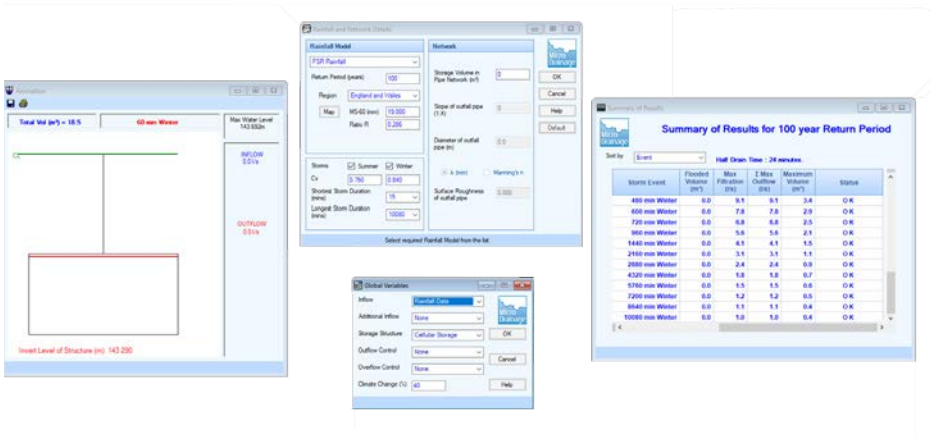 Animation
Total Vol (m³) = 18.5
60 min Winter
Max Water Level
143.692m
INFLOW
0.0 l/s
OUTFLOW
0.0 l/s
Invert Level of Structure (m) 143.290
Rainfall and Network Details
Rainfall Model
FSR Rainfall
Return Period (years) 100
Region England and Wales
Map M5-60 (mm) 19.000
Ratio R
Storms Summer Winter
Cv 0.750 0.840
Shortest Storm Duration
(mins) 15
Longest Storm Duration
(mins) 10080
Network
Storage Volume in
Pipe Network (m³) 0
Slope of outfall pipe
(1:X) 0
Diameter of outfall
pipe (m) 0.0
k (mm) Manning's n
Surface Roughness
of outfall pipe
Micro
Drainage
OK
Cancel
Help
Default
Select required Rainfall Model from the list
Global Variables
Inflow Rainfall Data
Additional Inflow None
Storage Structure Cellular Storage
Outflow Control None
Overflow Control None
Climate Change (%) 40
Micro
Drainage
OK
Cancel
Help
Summary of Results
Micro
Drainage
Summary of Results for 100 year Return Period
Sort by Event
Half Drain Time : 24 minutes.
Storm Event Flooded Volume (m³) Max Filtration (l/s) Σ Max Outflow (l/s) Maximum Volume (m³) Status
480 min Winter 0.0 9.1 9.1 3.4 O K
600 min Winter 0.0 7.8 7.8 2.9 O K
720 min Winter 0.0 6.8 6.8 2.5 O K
960 min Winter 0.0 5.6 5.6 2.1 O K
1440 min Winter 0.0 4.1 4.1 1.5 O K
2160 min Winter 0.0 3.1 3.1 1.1 O K
2880 min Winter 0.0 2.4 2.4 0.9 O K
4320 min Winter 0.0 1.8 1.8 0.7 O K
5760 min Winter 0.0 1.5 1.5 0.6 O K
7200 min Winter 0.0 1.2 1.2 0.5 O K
8640 min Winter 0.0 1.1 1.1 0.4 O K
10080 min Winter 0.0 1.0 1.0 0.4 O K